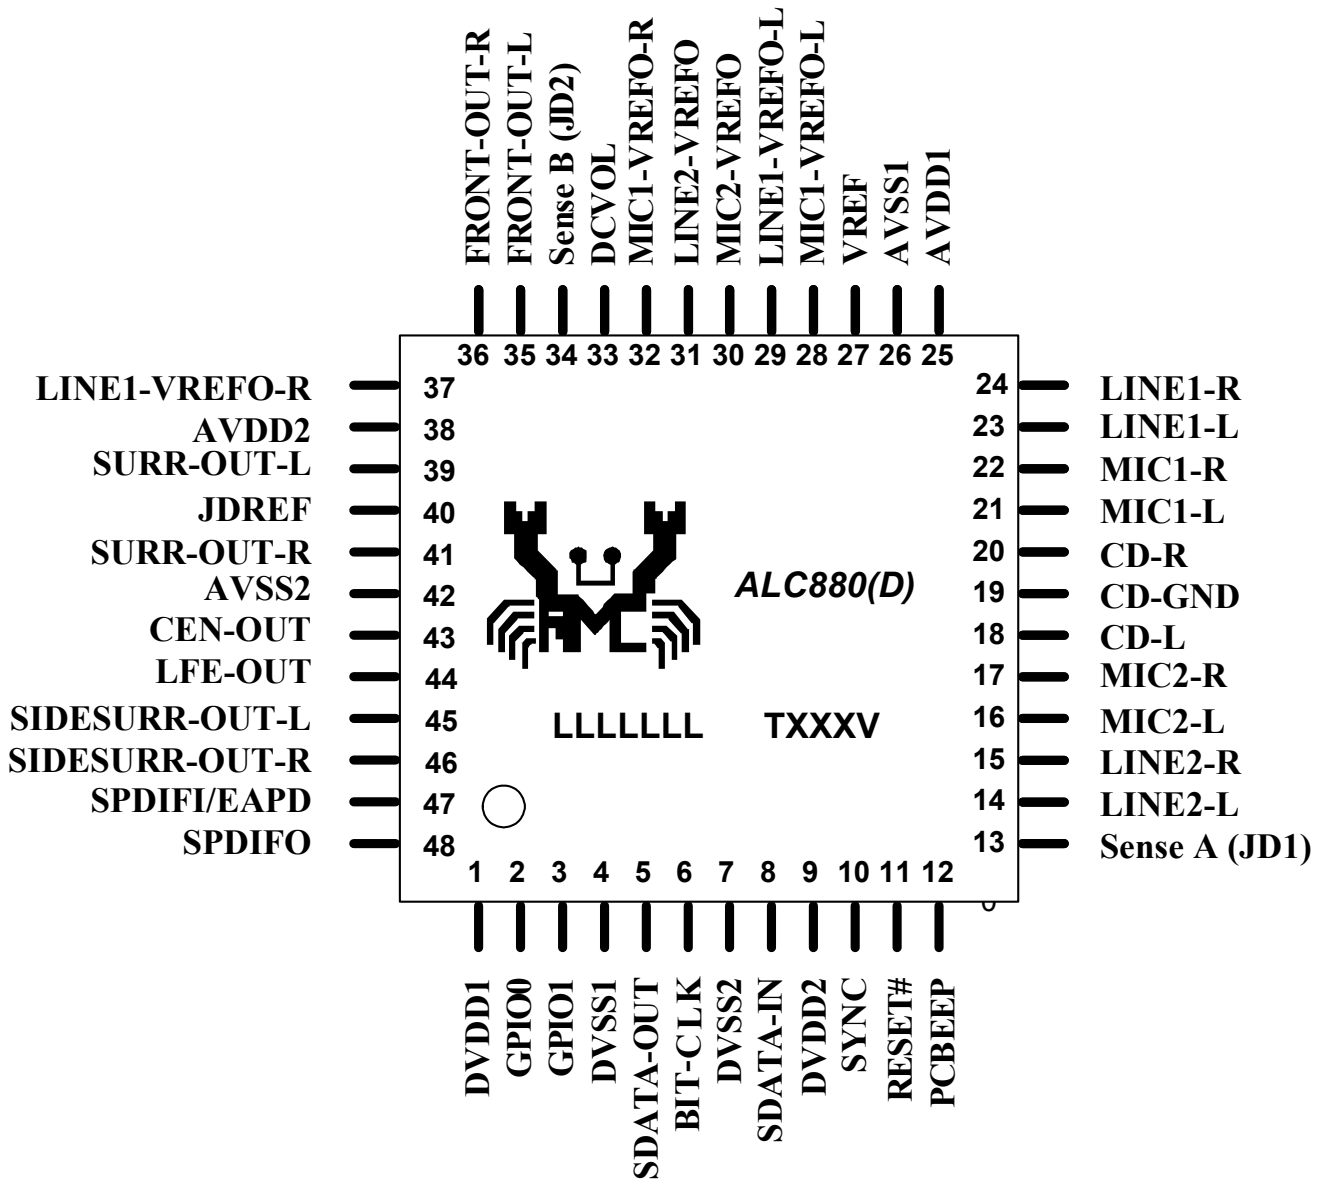 FRONT-OUT-R
FRONT-OUT-L
Sense B (JD2)
DCVOL
MIC1-VREFO-R
LINE2-VREFO
MIC2-VREFO
LINE1-VREFO-L
MIC1-VREFO-L
VREF
AVSS1
AVDD1
36 35 34 33 32 31 30 29 28 27 26 25
LINE1-VREFO-R 37
AVDD2 38
SURR-OUT-L 39
JDREF 40
SURR-OUT-R 41
AVSS2 42
CEN-OUT 43
LFE-OUT 44
SIDESURR-OUT-L 45
SIDESURR-OUT-R 46
SPDIFI/EAPD 47
SPDIFO 48
ALC880(D)
LLLLLLL TXXXV
24 LINE1-R
23 LINE1-L
22 MIC1-R
21 MIC1-L
20 CD-R
19 CD-GND
18 CD-L
17 MIC2-R
16 MIC2-L
15 LINE2-R
14 LINE2-L
13 Sense A (JD1)
1 2 3 4 5 6 7 8 9 10 11 12
DVDD1
GPIO0
GPIO1
DVSS1
SDATA-OUT
BIT-CLK
DVSS2
SDATA-IN
DVDD2
SYNC
RESET#
PCBEEP